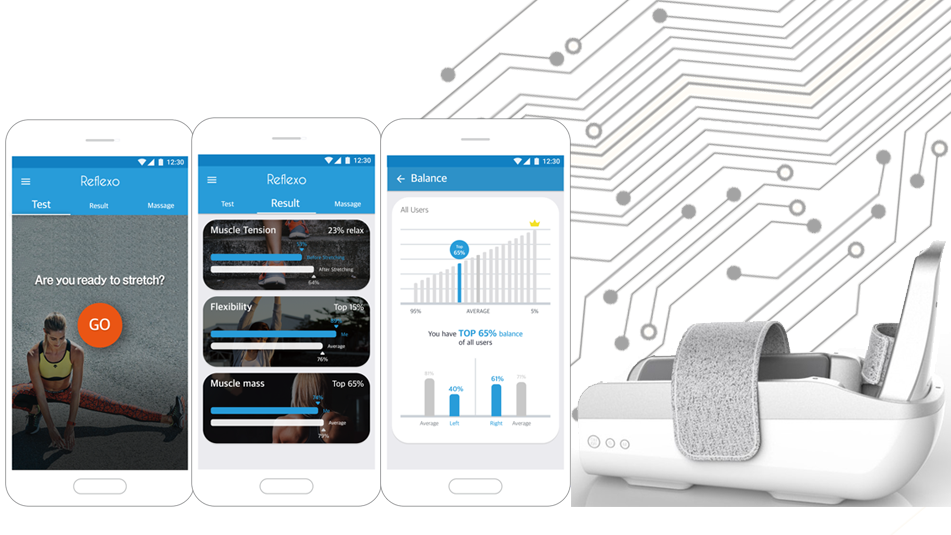 12:30
Reflexo
Test Result Massage
Are you ready to stretch?
GO
12:30
Reflexo
Test Result Massage
Muscle Tension 23% relax
Before Stretching
After Stretching
64%
Flexibility Top 15%
Me
Average
76%
Muscle mass Top 65%
Average
79%
12:30
Balance
All Users
Top
65%
95% AVERAGE 5%
You have TOP 65% balance
of all users
40%
61%
Average Left Right Average